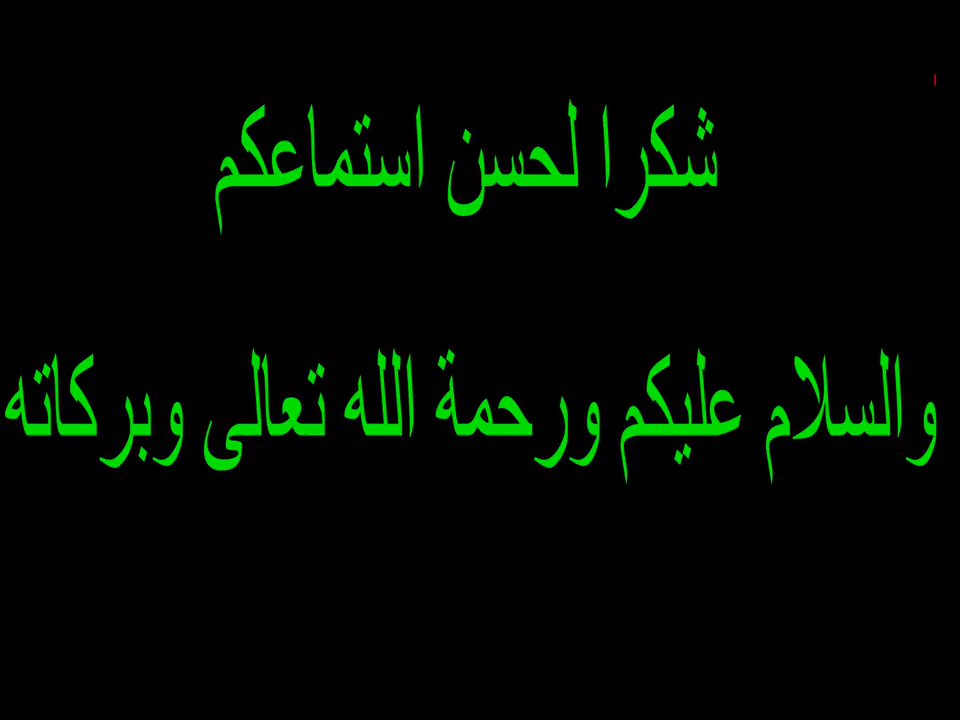 شكرا لحسن استماعكم
والسلام عليكم ورحمة الله تعالى وبركاته